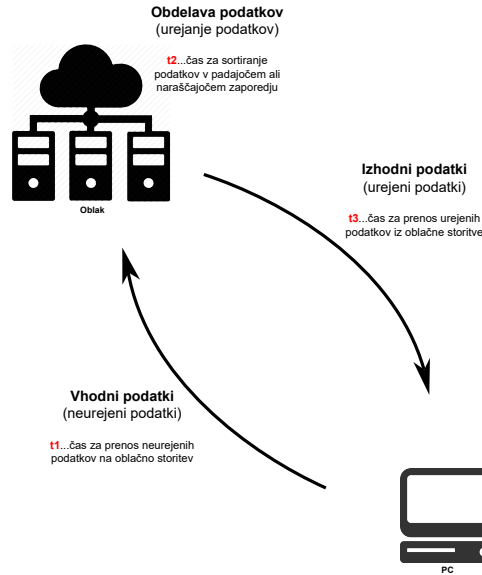 Obdelava podatkov
(urejanje podatkov)
t2...čas za sortiranje
podatkov v padajočem ali
naraščajočem zaporedju
Oblak
Izhodni podatki
(urejeni podatki)
t3...čas za prenos urejenih
podatkov iz oblačne storitve
Vhodni podatki
(neurejeni podatki)
t1...čas za prenos neurejenih
podatkov na oblačno storitev
PC